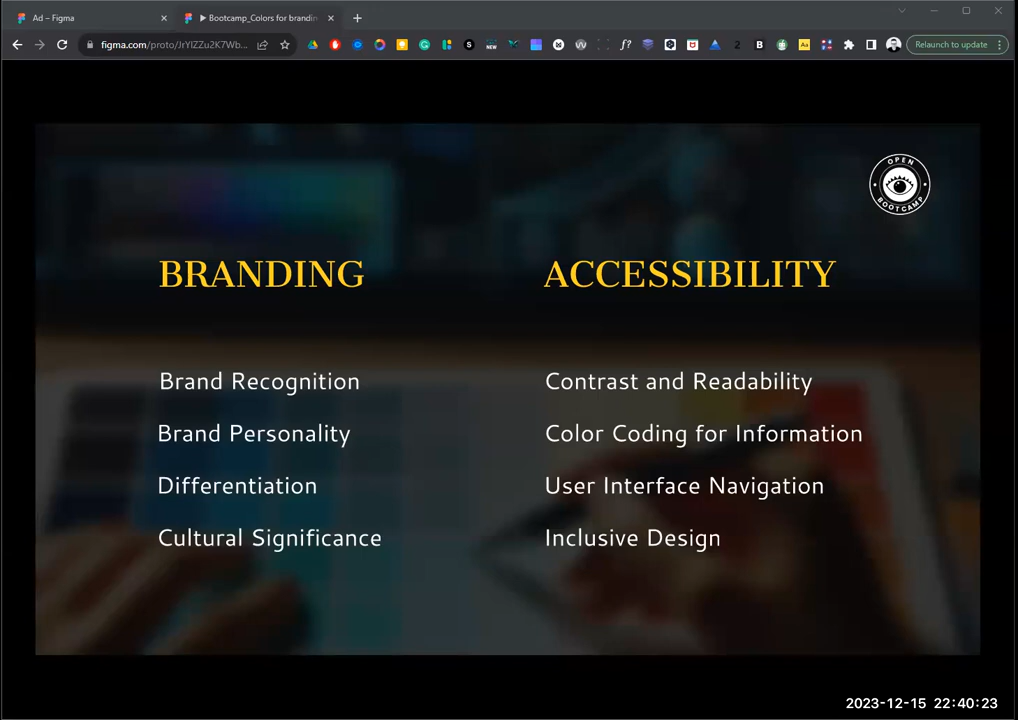 Ad – Figma
Bootcamp_Colors for brandin
figma.com/proto/JrYIZZu2K7Wb...
Relaunch to update
OPEN
BOOTCAMP
BRANDING
ACCESSIBILITY
Brand Recognition
Contrast and Readability
Brand Personality
Color Coding for Information
Differentiation
User Interface Navigation
Cultural Significance
Inclusive Design
2023-12-15 22:40:23